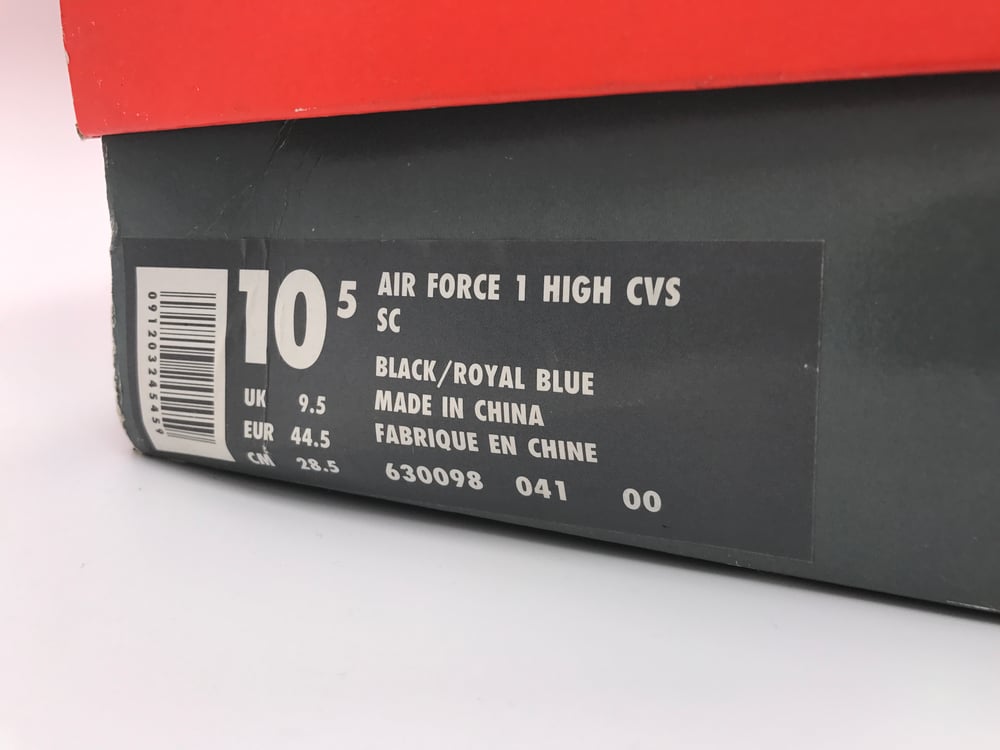 091203245459
10 5
UK 9.5
EUR 44.5
CM 28.5
AIR FORCE 1 HIGH CVS
SC
BLACK/ROYAL BLUE
MADE IN CHINA
FABRIQUE EN CHINE
630098 041 00